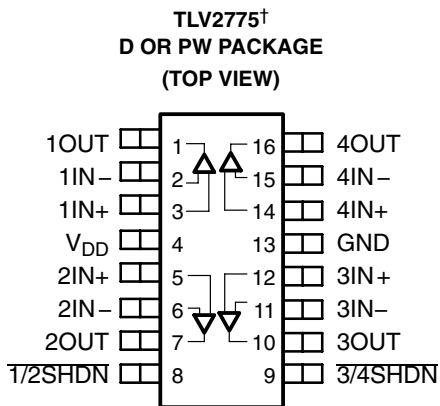 TLV2775†
D OR PW PACKAGE
(TOP VIEW)
1OUT 1 16 4OUT
1IN− 2 15 4IN−
1IN+ 3 14 4IN+
VDD 4 13 GND
2IN+ 5 12 3IN+
2IN− 6 11 3IN−
2OUT 7 10 3OUT
1/2SHDN 8 9 3/4SHDN